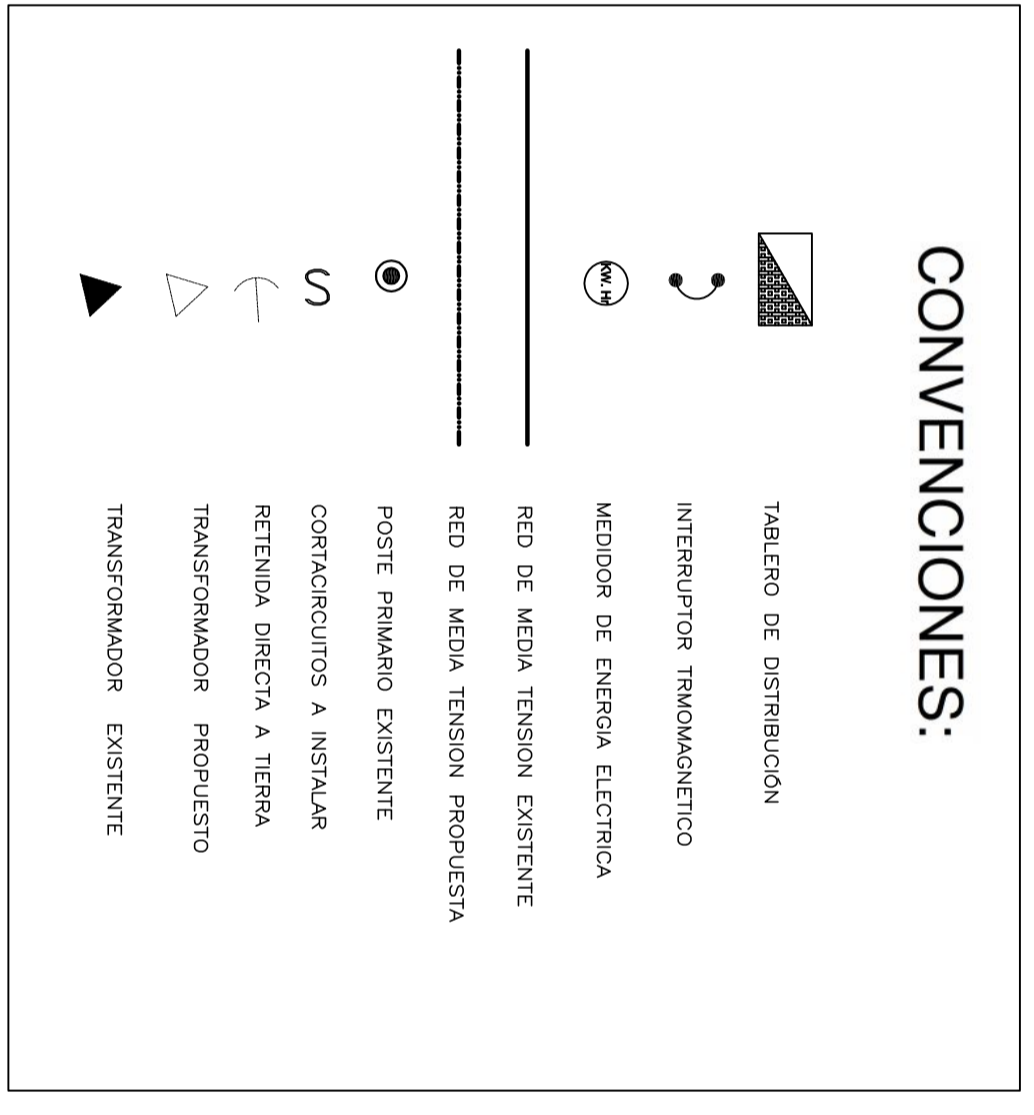 CONVENCIONES:
TABLERO DE DISTRIBUCIÓN
INTERRUPTOR TRMOMAGNETICO
KW. Hr
MEDIDOR DE ENERGIA ELECTRICA
RED DE MEDIA TENSION EXISTENTE
RED DE MEDIA TENSION PROPUESTA
POSTE PRIMARIO EXISTENTE
S
CORTACIRCUITOS A INSTALAR
RETENIDA DIRECTA A TIERRA
TRANSFORMADOR PROPUESTO
TRANSFORMADOR EXISTENTE